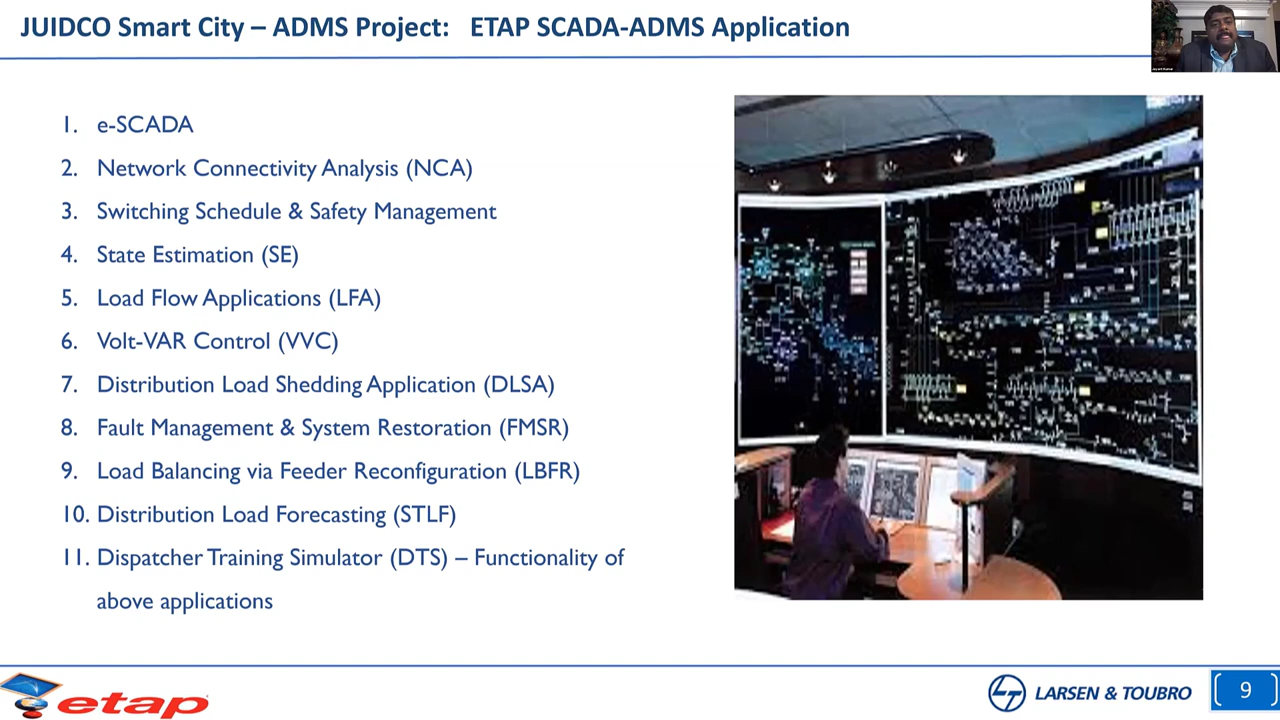 JUIDCO Smart City – ADMS Project: ETAP SCADA-ADMS Application
1. e-SCADA
2. Network Connectivity Analysis (NCA)
3. Switching Schedule & Safety Management
4. State Estimation (SE)
5. Load Flow Applications (LFA)
6. Volt-VAR Control (VVC)
7. Distribution Load Shedding Application (DLSA)
8. Fault Management & System Restoration (FMSR)
9. Load Balancing via Feeder Reconfiguration (LBFR)
10. Distribution Load Forecasting (STLF)
11. Dispatcher Training Simulator (DTS) – Functionality of
above applications
etap
LARSEN & TOUBRO
9